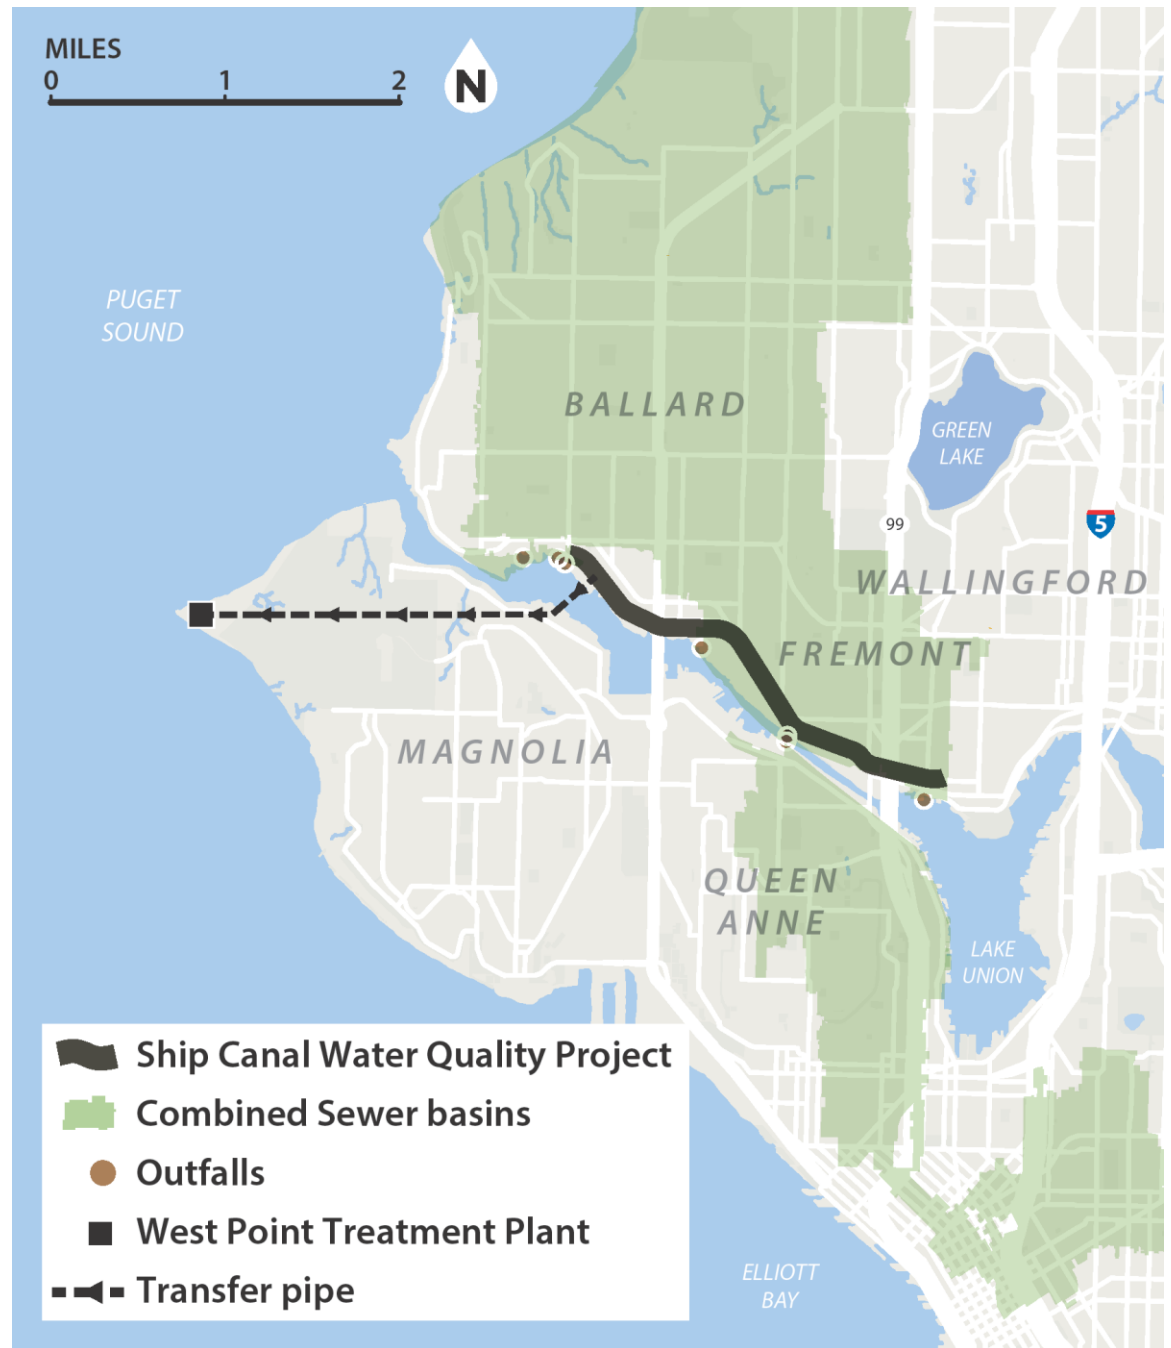 MILES
0 1 2
N
PUGET
SOUND
BALLARD
GREEN
LAKE
99
5
WALLINGFORD
FREMONT
MAGNOLIA
QUEEN
ANNE
LAKE
UNION
Ship Canal Water Quality Project
Combined Sewer basins
Outfalls
West Point Treatment Plant
Transfer pipe
ELLIOTT
BAY